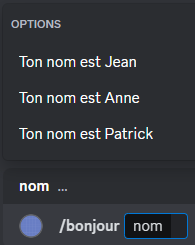 OPTIONS
Ton nom est Jean
Ton nom est Anne
Ton nom est Patrick
nom ...
/bonjour nom